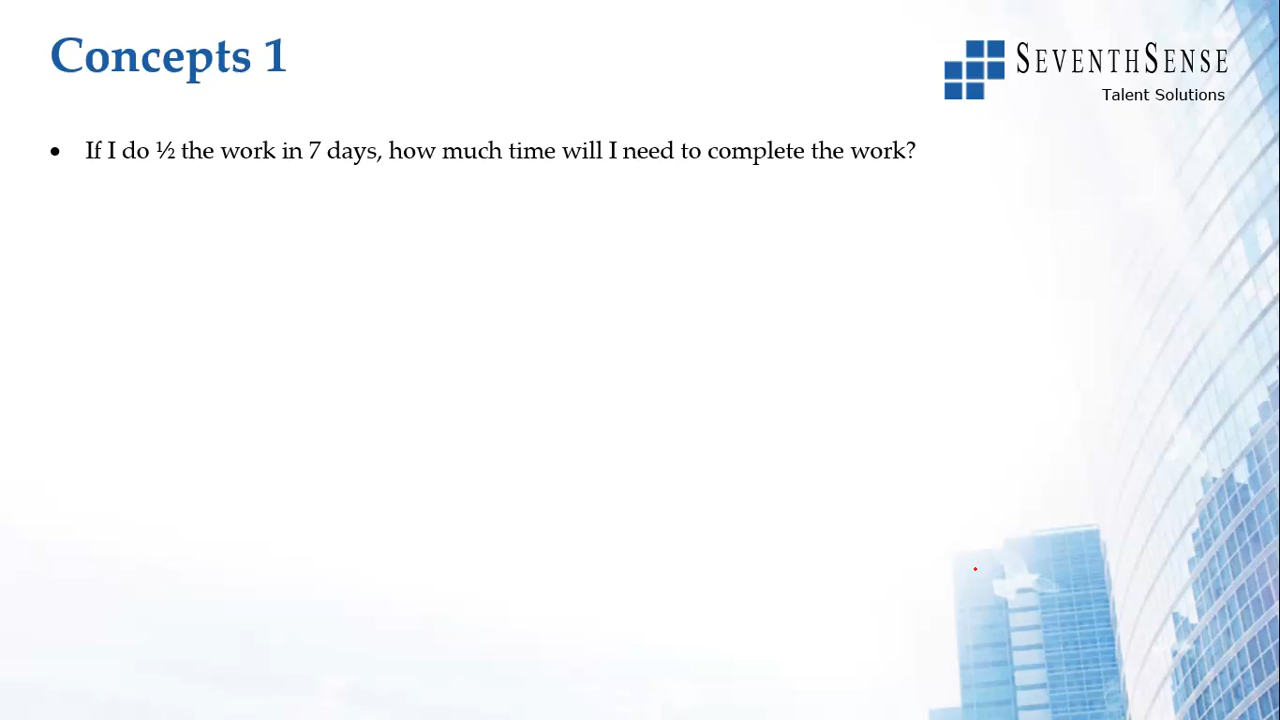 Concepts 1
SEVENTHSENSE
Talent Solutions
• If I do ½ the work in 7 days, how much time will I need to complete the work?